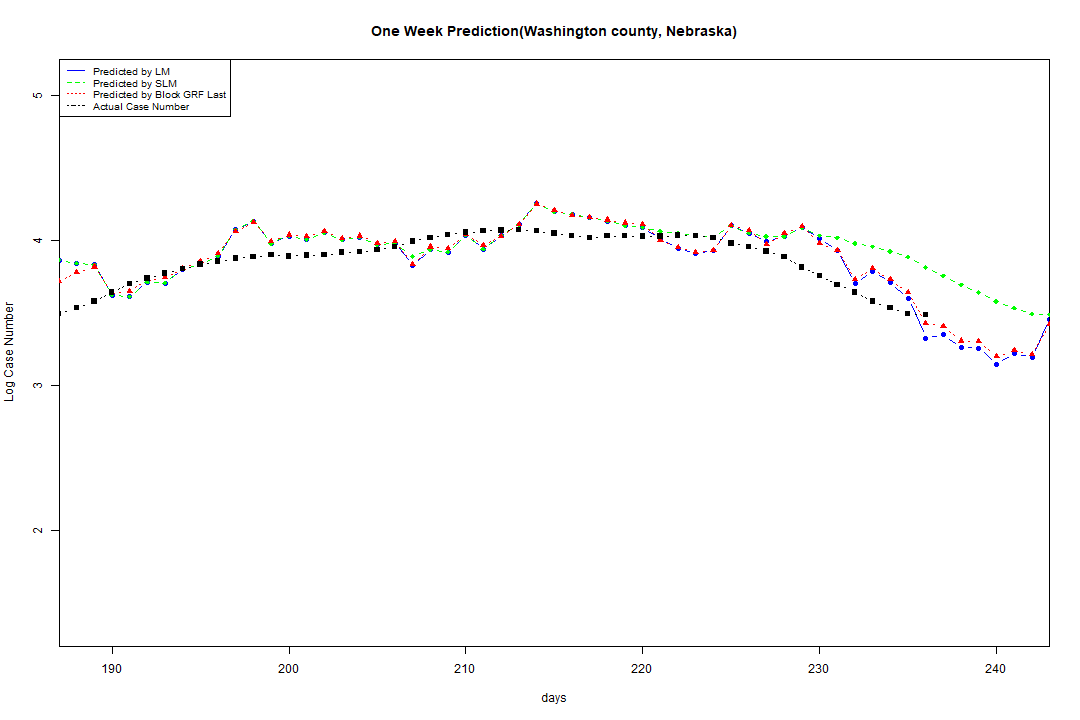 One Week Prediction(Washington county, Nebraska)
Predicted by LM
Predicted by SLM
Predicted by Block GRF Last
Actual Case Number
5
4
3
2
Log Case Number
190 200 210 220 230 240
days